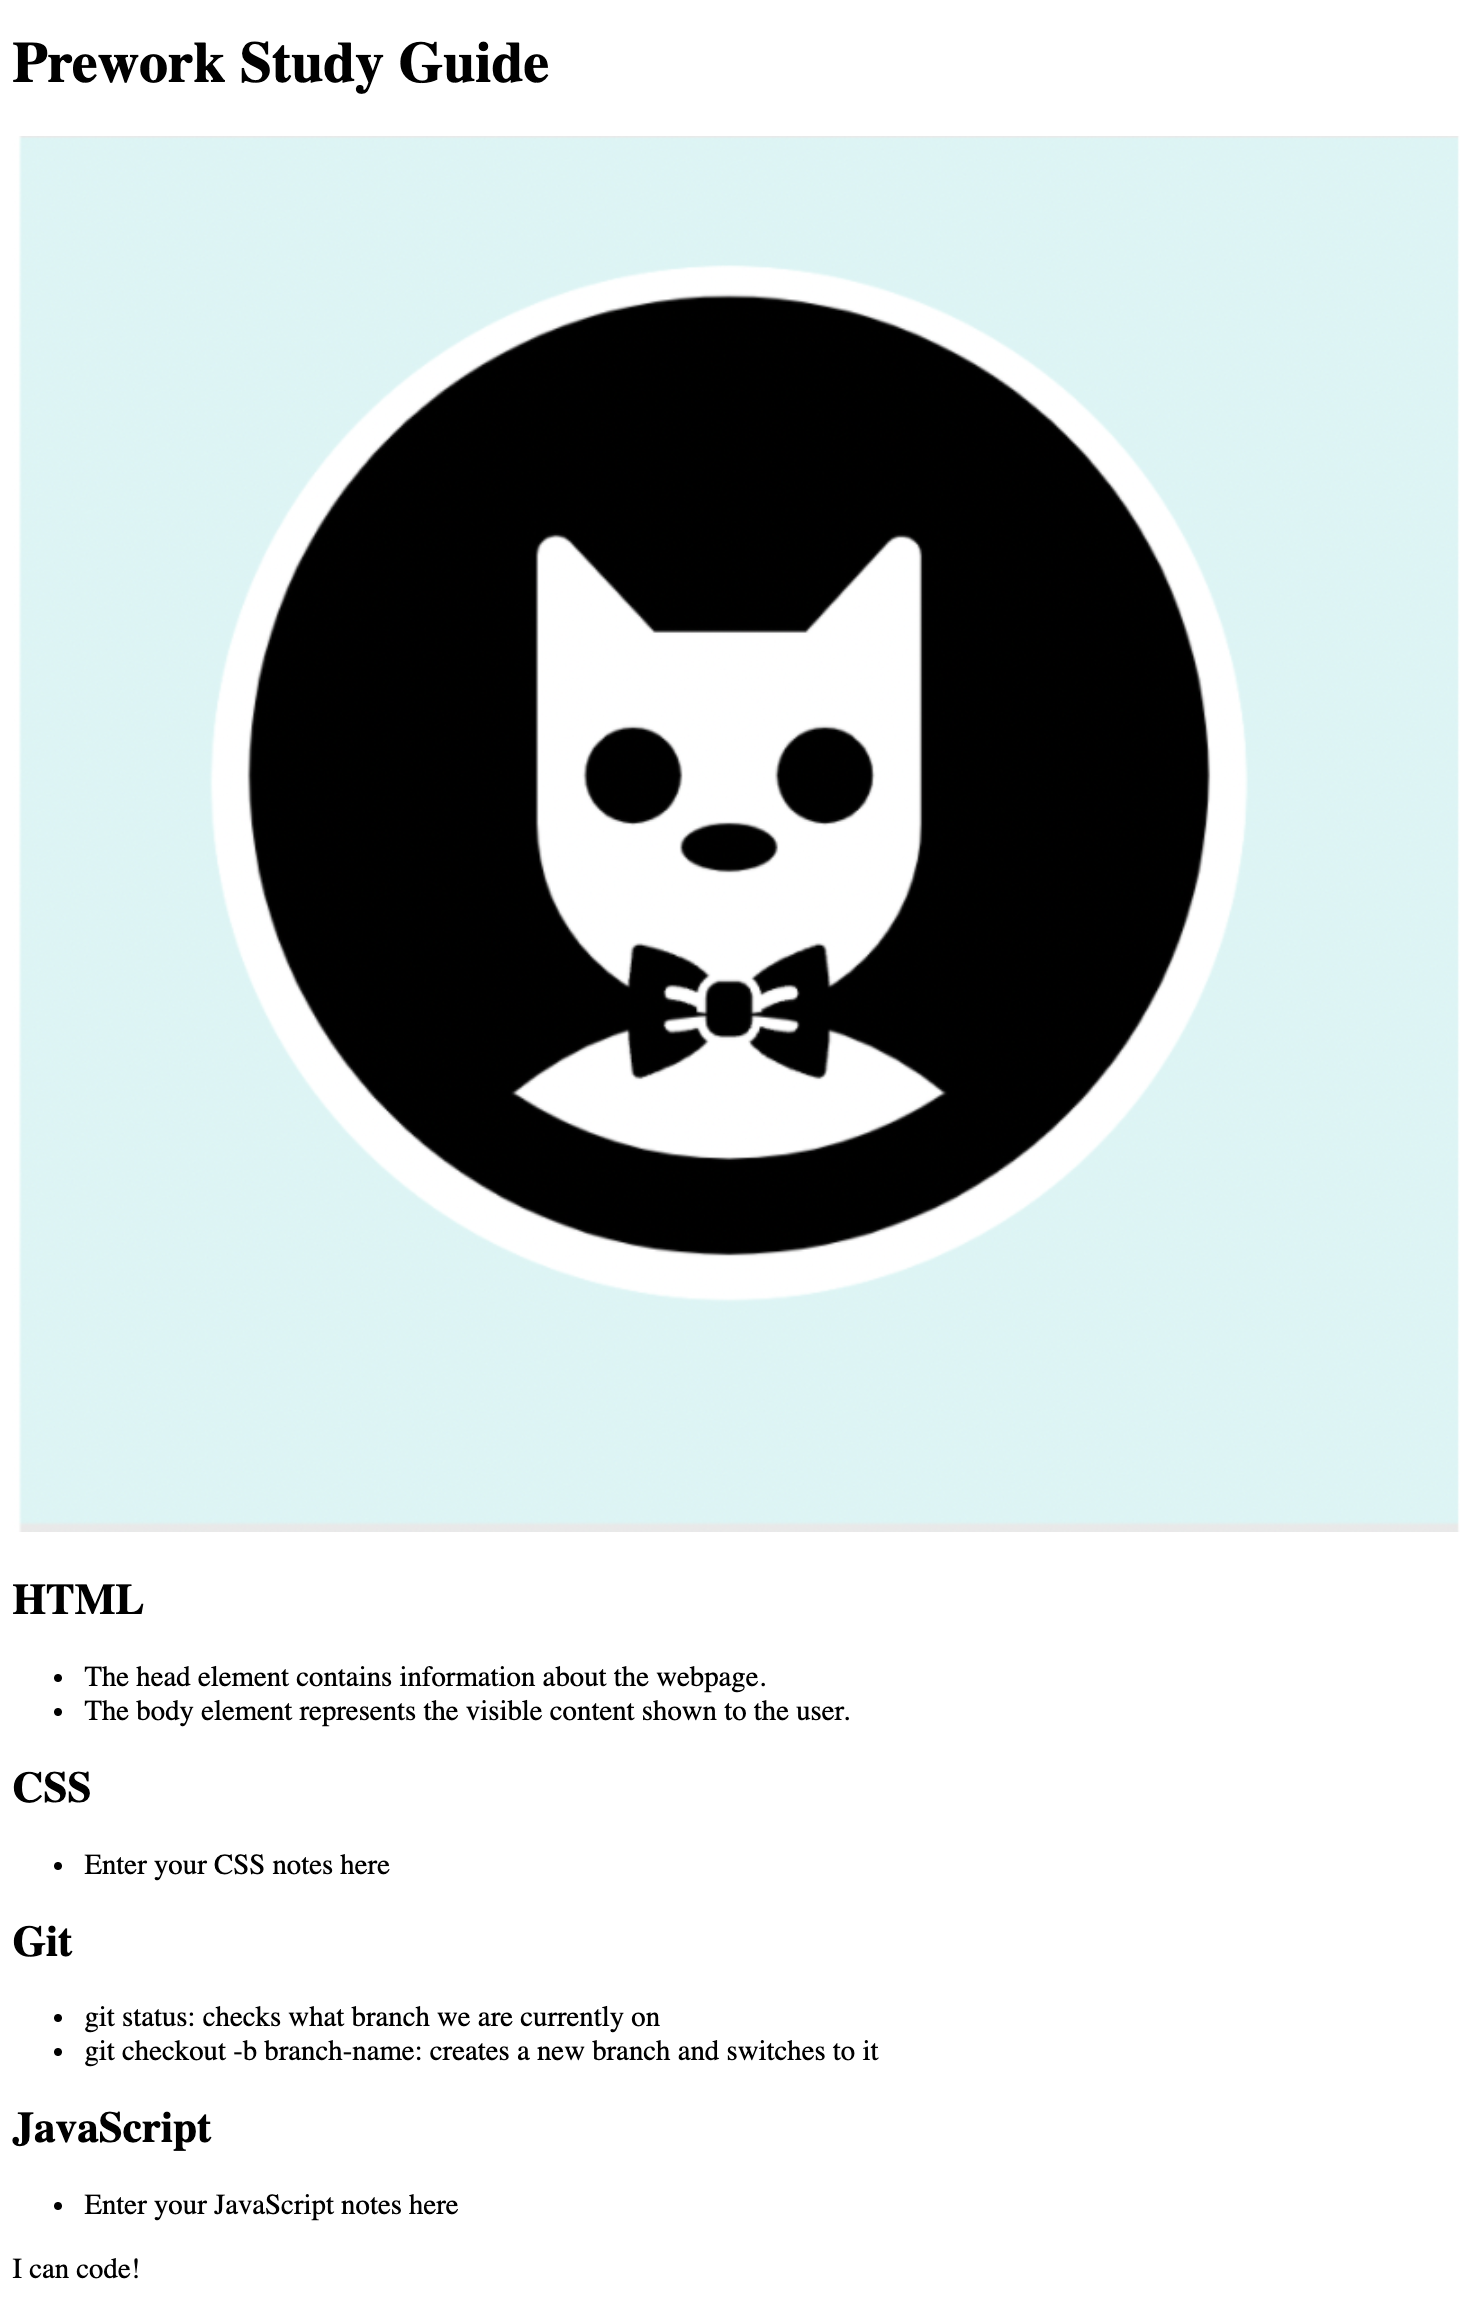 Prework Study Guide
HTML
• The head element contains information about the webpage.
• The body element represents the visible content shown to the user.
CSS
• Enter your CSS notes here
Git
• git status: checks what branch we are currently on
• git checkout -b branch-name: creates a new branch and switches to it
JavaScript
• Enter your JavaScript notes here
I can code!